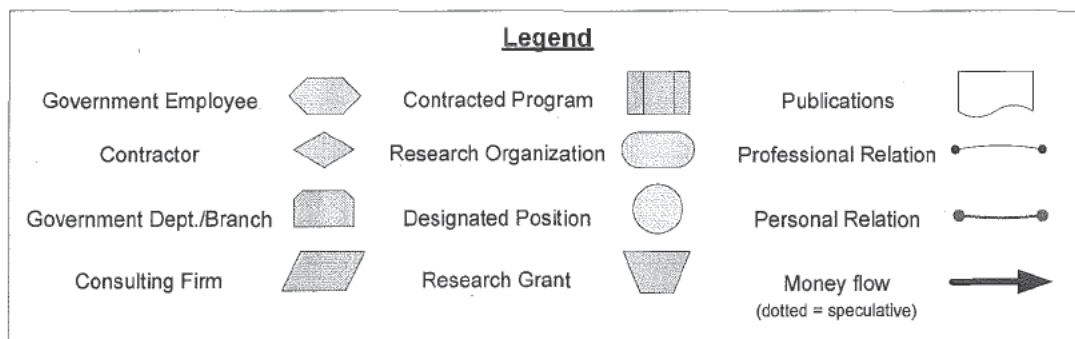 Legend
Government Employee
Contracted Program
Publications
Contractor
Research Organization
Professional Relation
Government Dept./Branch
Designated Position
Personal Relation
Consulting Firm
Research Grant
Money flow
(dotted = speculative)